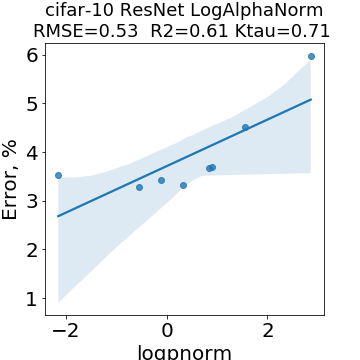 cifar-10 ResNet LogAlphaNorm
RMSE=0.53 R2=0.61 Ktau=0.71
6
5
4
3
2
1
Error, %
−2
0
2
logpnorm